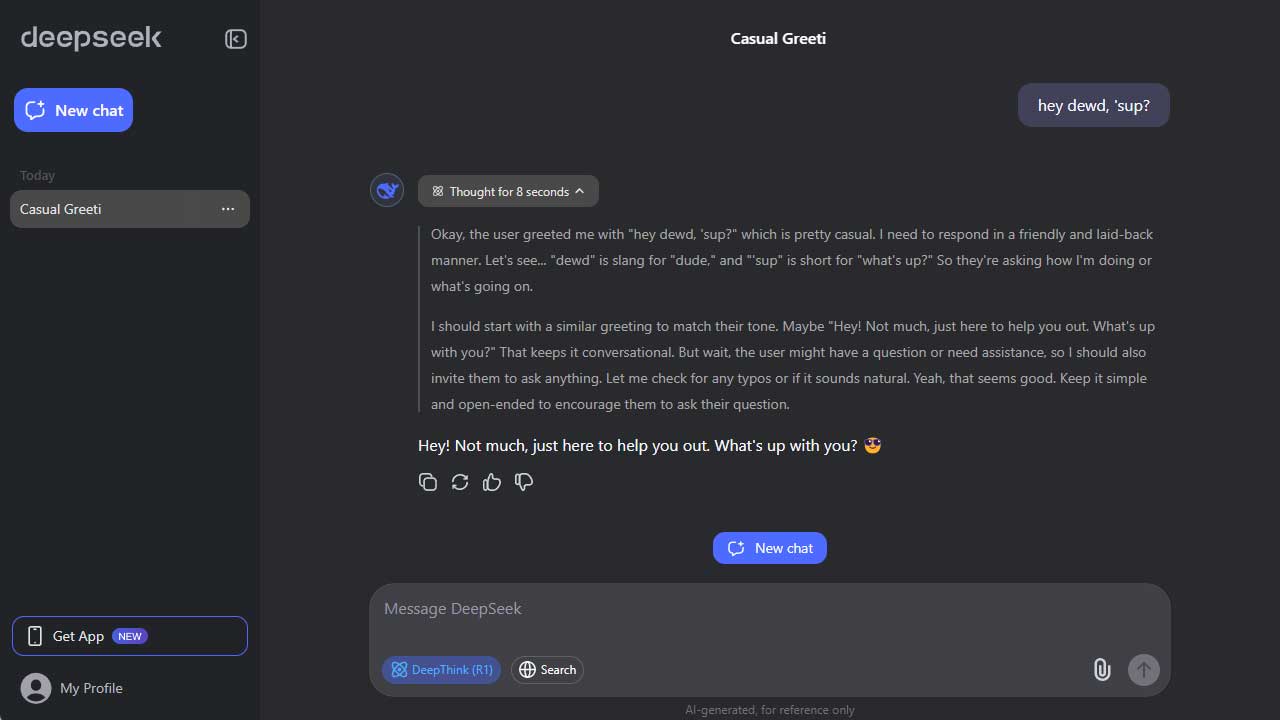 deepseek
New chat
Today
Casual Greeti
Get App NEW
My Profile
Casual Greeti
hey dewd, 'sup?
Thought for 8 seconds
Okay, the user greeted me with "hey dewd, 'sup?" which is pretty casual. I need to respond in a friendly and laid-back
manner. Let's see... "dewd" is slang for "dude," and "'sup" is short for "what's up?" So they're asking how I'm doing or
what's going on.
I should start with a similar greeting to match their tone. Maybe "Hey! Not much, just here to help you out. What's up
with you?" That keeps it conversational. But wait, the user might have a question or need assistance, so I should also
invite them to ask anything. Let me check for any typos or if it sounds natural. Yeah, that seems good. Keep it simple
and open-ended to encourage them to ask their question.
Hey! Not much, just here to help you out. What's up with you? 😎
New chat
Message DeepSeek
DeepThink (R1) Search
AI-generated, for reference only